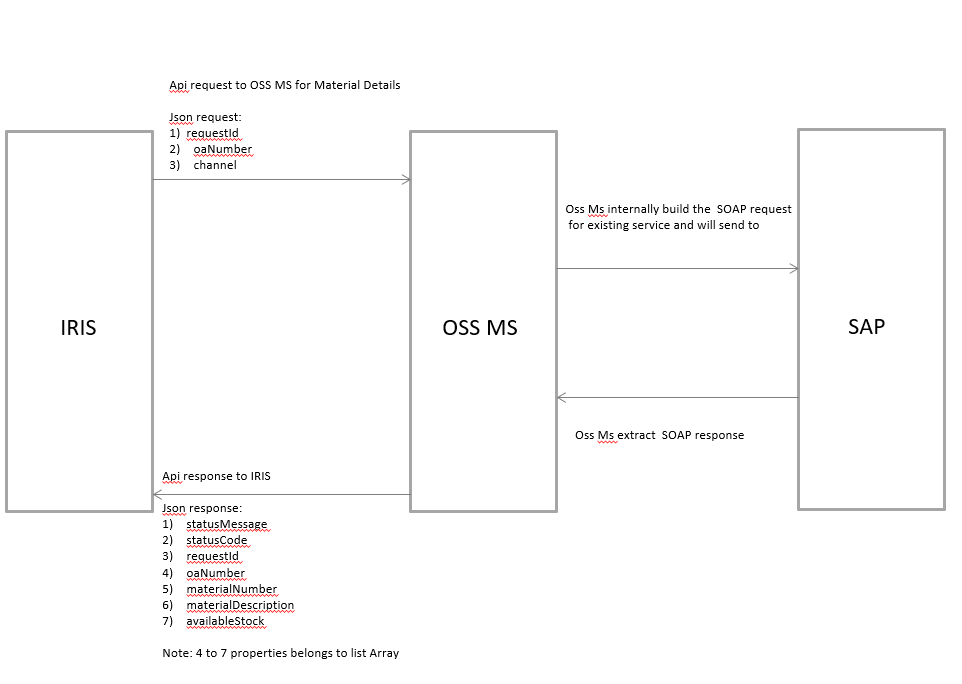 Api request to OSS MS for Material Details
Json request:
1) requestId
2) oaNumber
3) channel
Oss Ms internally build the SOAP request
for existing service and will send to
IRIS
OSS MS
SAP
Oss Ms extract SOAP response
Api response to IRIS
Json response:
1) statusMessage
2) statusCode
3) requestId
4) oaNumber
5) materialNumber
6) materialDescription
7) availableStock
Note: 4 to 7 properties belongs to list Array